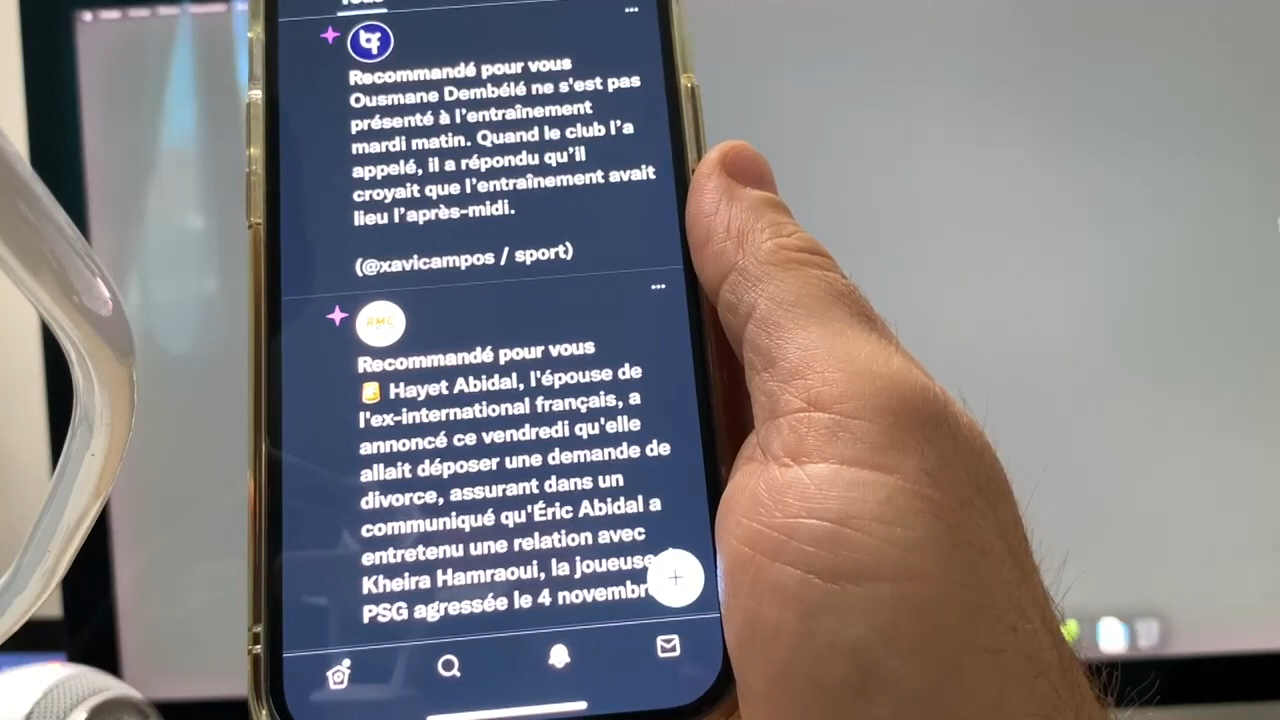 Tous
Recommandé pour vous
Ousmane Dembélé ne s'est pas
présenté à l'entraînement
mardi matin. Quand le club l'a
appelé, il a répondu qu'il
croyait que l'entraînement avait
lieu l'après-midi.
(@xavicampos / sport)
RMC
Recommandé pour vous
Hayet Abidal, l'épouse de
l'ex-international français, a
annoncé ce vendredi qu'elle
allait déposer une demande de
divorce, assurant dans un
communiqué qu'Éric Abidal a
entretenu une relation avec
Kheira Hamraoui, la joueuse
PSG agressée le 4 novembr